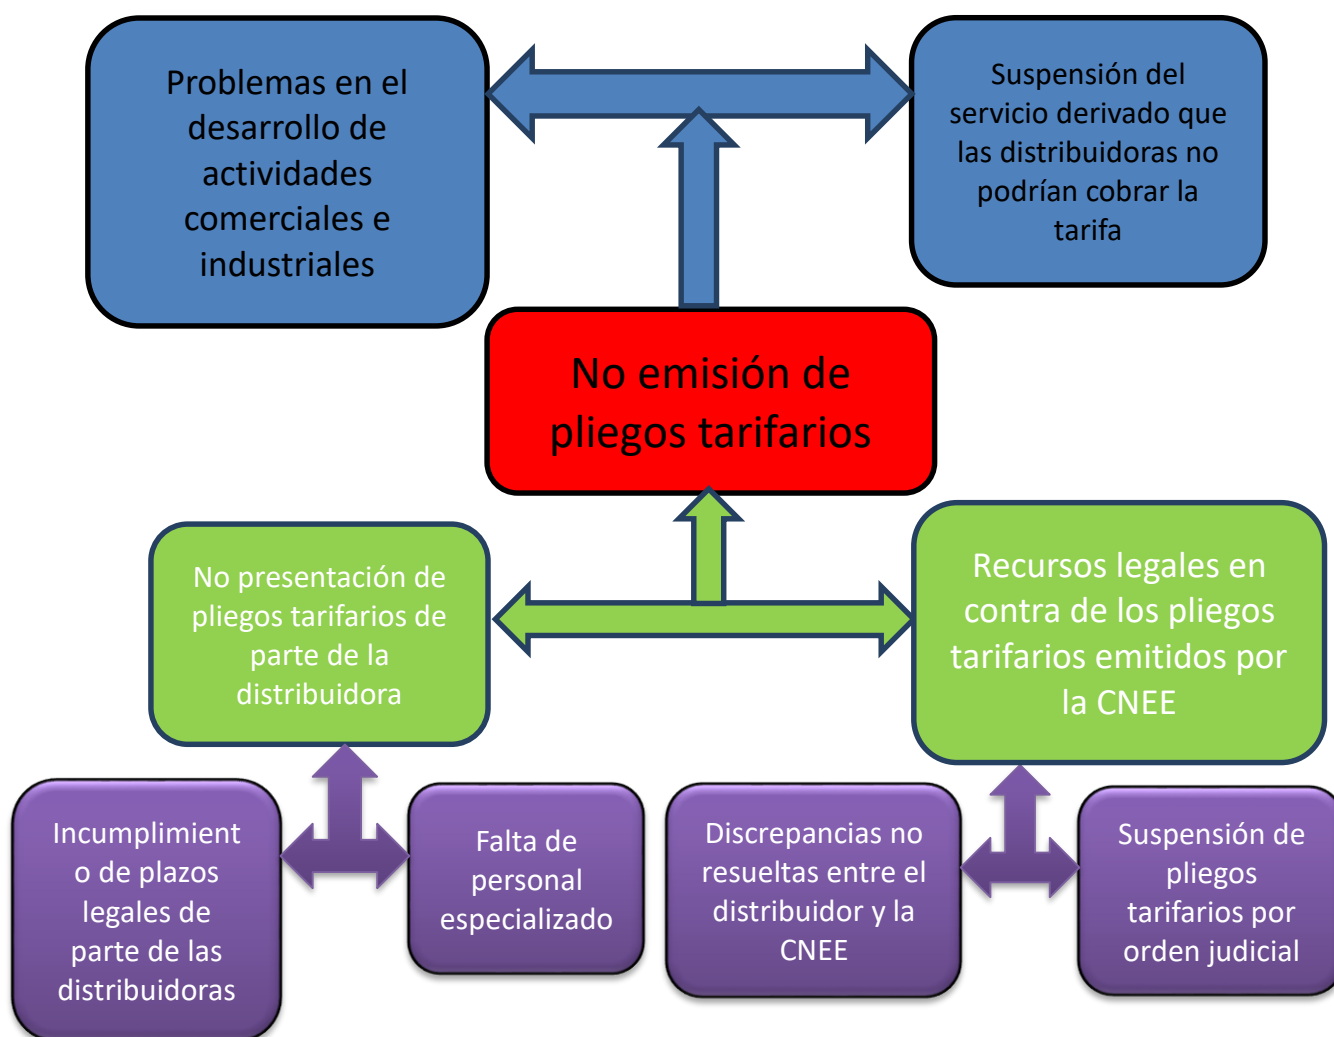 Problemas en el
desarrollo de
actividades
comerciales e
industriales
Suspensión del
servicio derivado que
las distribuidoras no
podrían cobrar la
tarifa
No emisión de
pliegos tarifarios
No presentación de
pliegos tarifarios de
parte de la
distribuidora
Recursos legales en
contra de los pliegos
tarifarios emitidos por
la CNEE
Incumplimient
o de plazos
legales de
parte de las
distribuidoras
Falta de
personal
especializado
Discrepancias no
resueltas entre el
distribuidor y la
CNEE
Suspensión de
pliegos
tarifarios por
orden judicial